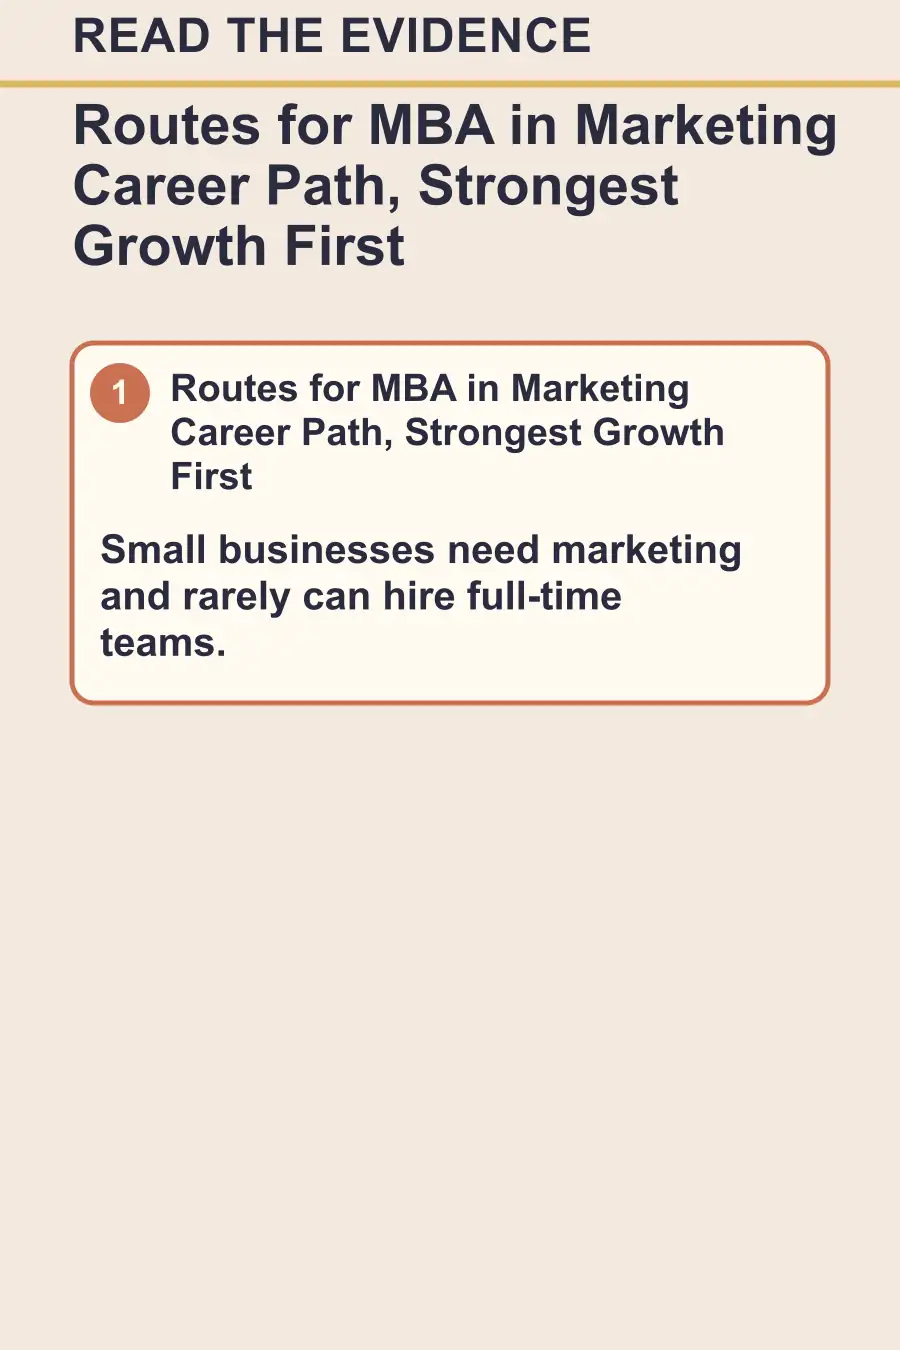 READ THE EVIDENCE
Routes for MBA in Marketing
Career Path, Strongest
Growth First
1
Routes for MBA in Marketing
Career Path, Strongest Growth
First
Small businesses need marketing
and rarely can hire full-time
teams.